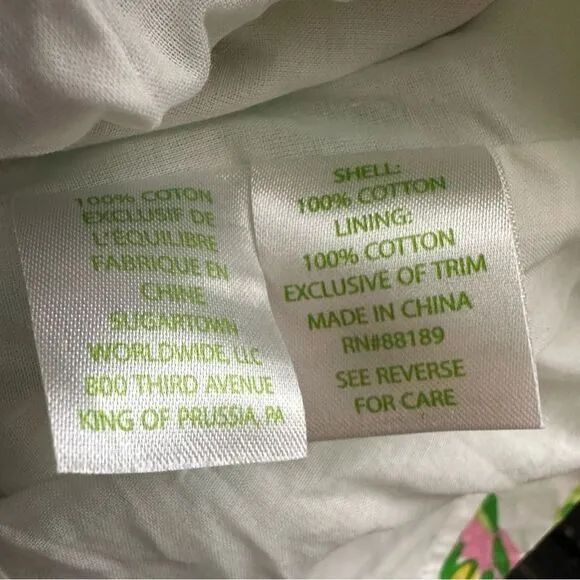 100% COTON
EXCLUSIF DE
L'ÉQUILIBRE
FABRIQUE EN
CHINE
SUGARTOWN
WORLDWIDE, LLC
800 THIRD AVENUE
KING OF PRUSSIA, PA
SHELL:
100% COTTON
LINING:
100% COTTON
EXCLUSIVE OF TRIM
MADE IN CHINA
RN#88189
SEE REVERSE
FOR CARE